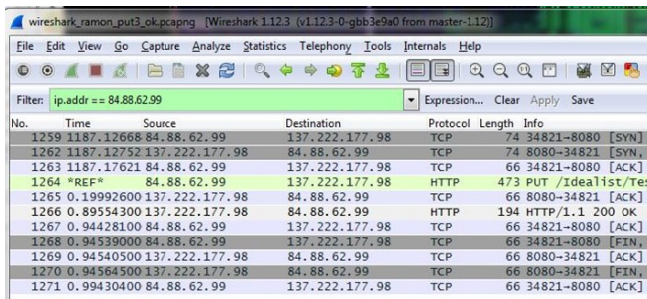 wireshark_ramon_put3_ok.pcapng [Wireshark 1.12.3 (v1.12.3-0-gbb3e9a0 from master-1.12)]
File Edit View Go Capture Analyze Statistics Telephony Tools Internals Help
Filter: ip.addr == 84.88.62.99 Expression... Clear Apply Save
No. Time Source Destination Protocol Length Info
1259 1187.12668 84.88.62.99 137.222.177.98 TCP 74 34821→8080 [SYN]
1262 1187.12752 137.222.177.98 84.88.62.99 TCP 74 8080→34821 [SYN,
1263 1187.17621 84.88.62.99 137.222.177.98 TCP 66 34821→8080 [ACK]
1264 *REF* 84.88.62.99 137.222.177.98 HTTP 473 PUT /Idealist/Tes
1265 0.19992600 137.222.177.98 84.88.62.99 TCP 66 8080→34821 [ACK]
1266 0.89554300 137.222.177.98 84.88.62.99 HTTP 194 HTTP/1.1 200 OK
1267 0.94428100 84.88.62.99 137.222.177.98 TCP 66 34821→8080 [ACK]
1268 0.94539000 84.88.62.99 137.222.177.98 TCP 66 34821→8080 [FIN,
1269 0.94540500 137.222.177.98 84.88.62.99 TCP 66 8080→34821 [ACK]
1270 0.94564500 137.222.177.98 84.88.62.99 TCP 66 8080→34821 [FIN,
1271 0.99430400 84.88.62.99 137.222.177.98 TCP 66 34821→8080 [ACK]